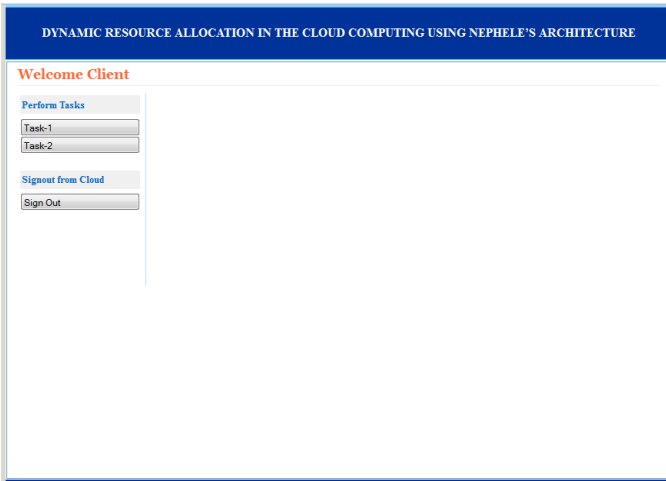 DYNAMIC RESOURCE ALLOCATION IN THE CLOUD COMPUTING USING NEPHELE'S ARCHITECTURE
Welcome Client
Perform Tasks
Task-1
Task-2
Signout from Cloud
Sign Out